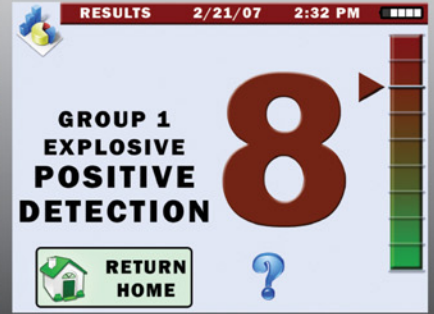 RESULTS 2/21/07 2:32 PM
GROUP 1
EXPLOSIVE
POSITIVE
DETECTION
8
RETURN
HOME
?